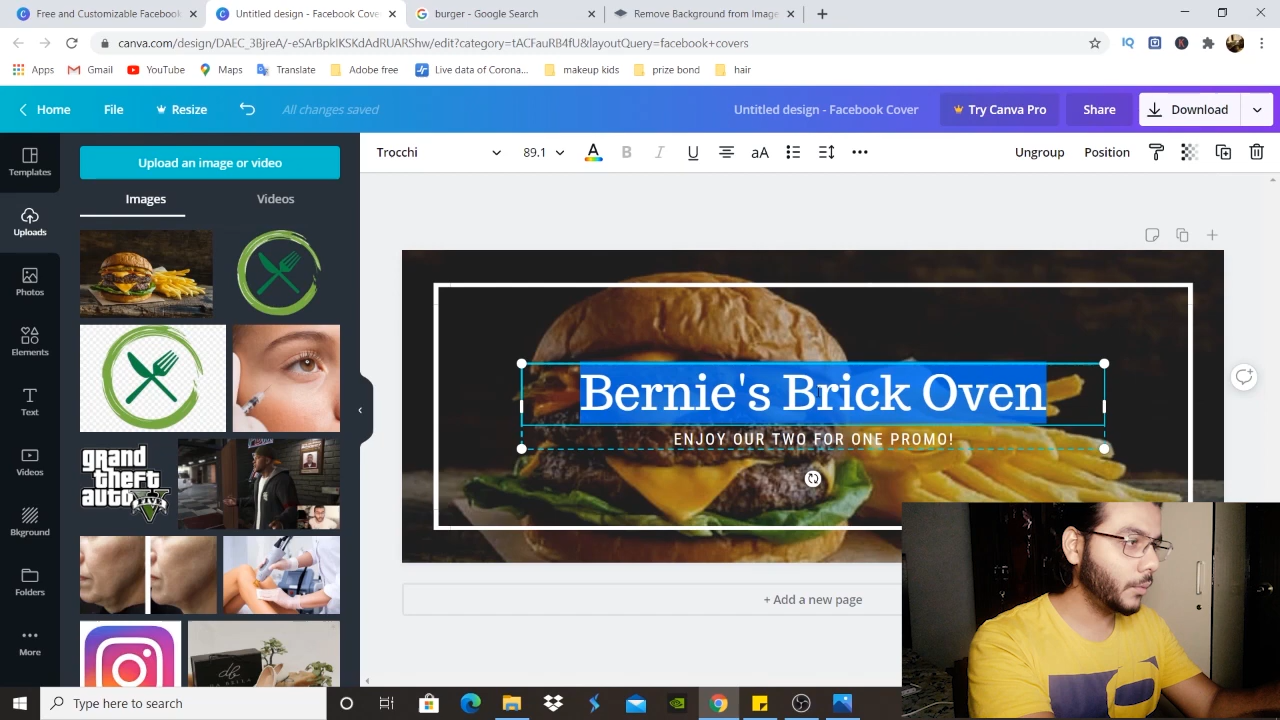 Free and Customizable Facebook
Untitled design - Facebook Cove
burger - Google Search
Remove Background from Image
canva.com/design/DAEC_3BjreA/-eSArBpkIKSKdAdRUARShw/edit?category=tACFauRB4fU&layoutQuery=facebook+covers
Apps
Gmail
YouTube
Maps
Translate
Adobe free
Live data of Corona...
makeup kids
prize bond
hair
Home
File
Resize
All changes saved
Untitled design - Facebook Cover
Try Canva Pro
Share
Download
Templates
Uploads
Photos
Elements
Text
Videos
Bkground
Folders
More
Upload an image or video
Images
Videos
grand
theft
auto
V
FIVE
Trocchi
89.1
A
B
I
U
aA
Ungroup
Position
Bernie's Brick Oven
ENJOY OUR TWO FOR ONE PROMO!
+ Add a new page
Type here to search